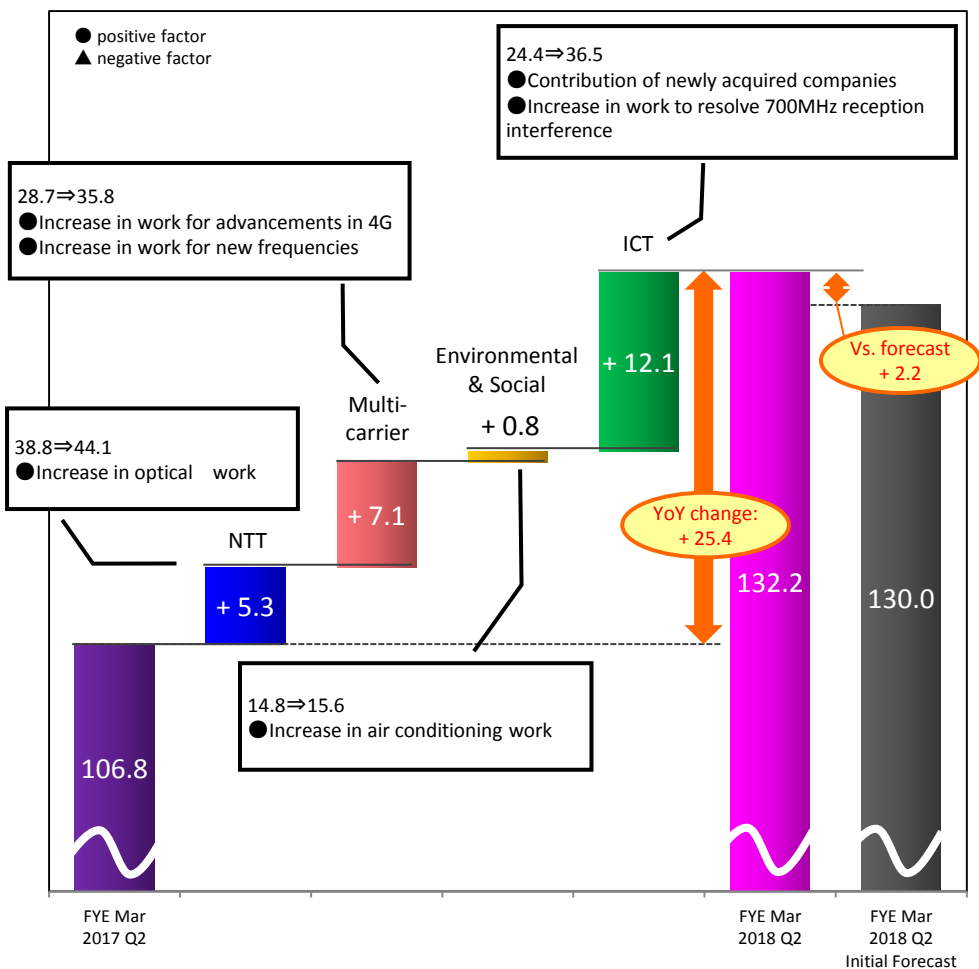 ● positive factor
▲ negative factor
24.4⇒36.5
●Contribution of newly acquired companies
●Increase in work to resolve 700MHz reception
interference
28.7⇒35.8
●Increase in work for advancements in 4G
●Increase in work for new frequencies
ICT
Environmental
& Social
+ 0.8
+ 12.1
Vs. forecast
+ 2.2
Multi-
carrier
38.8⇒44.1
●Increase in optical work
+ 7.1
NTT
YoY change:
+ 25.4
+ 5.3
132.2
130.0
14.8⇒15.6
●Increase in air conditioning work
106.8
FYE Mar
2017 Q2
FYE Mar
2018 Q2
FYE Mar
2018 Q2
Initial Forecast